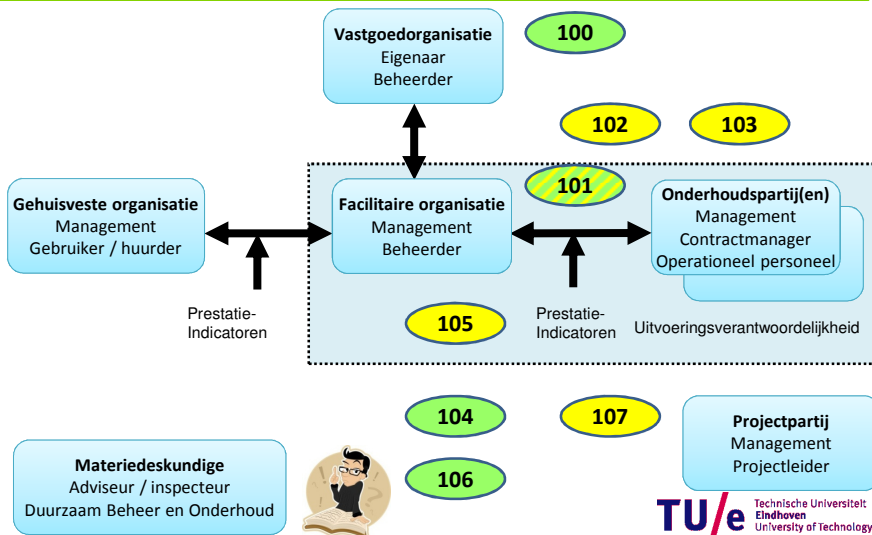 Vastgoedorganisatie
Eigenaar
Beheerder
100
102
103
101
Gehuisveste organisatie
Management
Gebruiker / huurder
Facilitaire organisatie
Management
Beheerder
Onderhoudspartij(en)
Management
Contractmanager
Operationeel personeel
Prestatie-
Indicatoren
105
Prestatie-
Indicatoren
Uitvoeringsverantwoordelijkheid
104
107
106
Materiedeskundige
Adviseur / inspecteur
Duurzaam Beheer en Onderhoud
Projectpartij
Management
Projectleider
TU/e
Technische Universiteit
Eindhoven
University of Technology